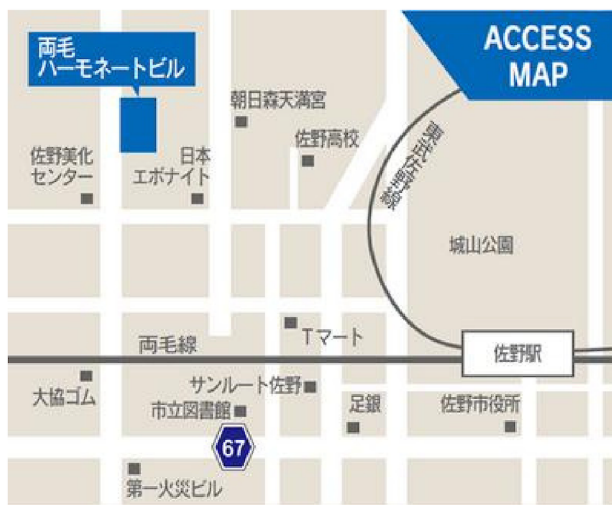 両毛
ハーモネートビル
ACCESS
MAP
朝日森天満宮
佐野高校
東武佐野線
佐野美化
センター
日本
エボナイト
城山公園
Tマート
両毛線
佐野駅
大協ゴム
サンルート佐野
市立図書館
足銀
佐野市役所
67
第一火災ビル